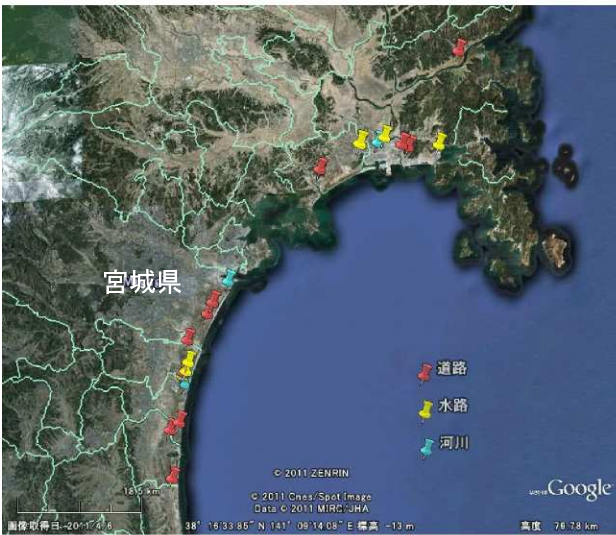 宮城県
道路
水路
河川
© 2011 ZENRIN
© 2011 Cnes/Spot Image
Data © 2011 MIRC/JHA
18.5 km
Google
画像取得日: 2011/4/6
38° 16'33.85" N 141° 09'14.08" E 標高 -13 m
高度 79.78 km